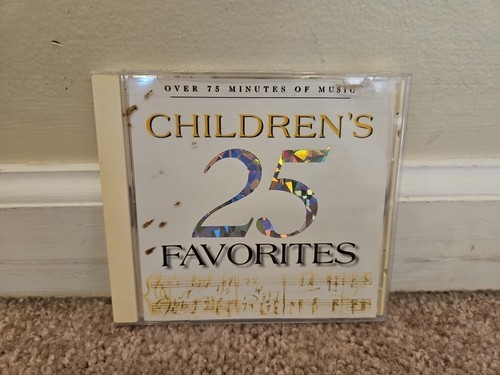 OVER 75 MINUTES OF MUSIC
CHILDREN'S
25
FAVORITES